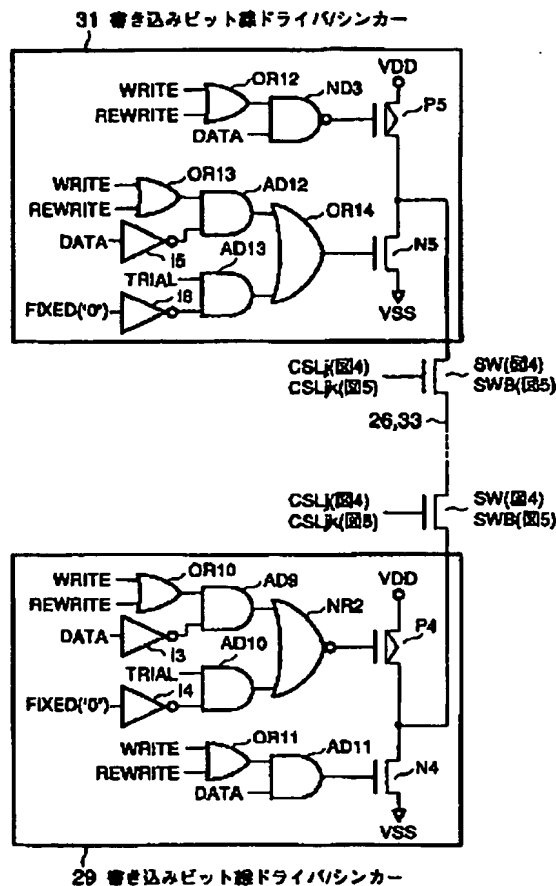 31 書き込みビット線ドライバ/シンカー
VDD
OR12
ND3
P5
WRITE
REWRITE
DATA
OR13
AD12
OR14
WRITE
REWRITE
DATA
I5
AD13
N5
TRIAL
FIXED("0")
I6
VSS
CSLj(図4)
CSLjk(図5)
SW(図4)
SWB(図5)
26,33
CSLj(図4)
CSLjk(図5)
SW(図4)
SWB(図5)
OR10
AD9
NR2
VDD
P4
WRITE
REWRITE
DATA
I3
AD10
TRIAL
FIXED("0")
I4
OR11
AD11
WRITE
REWRITE
DATA
N4
VSS
29 書き込みビット線ドライバ/シンカー